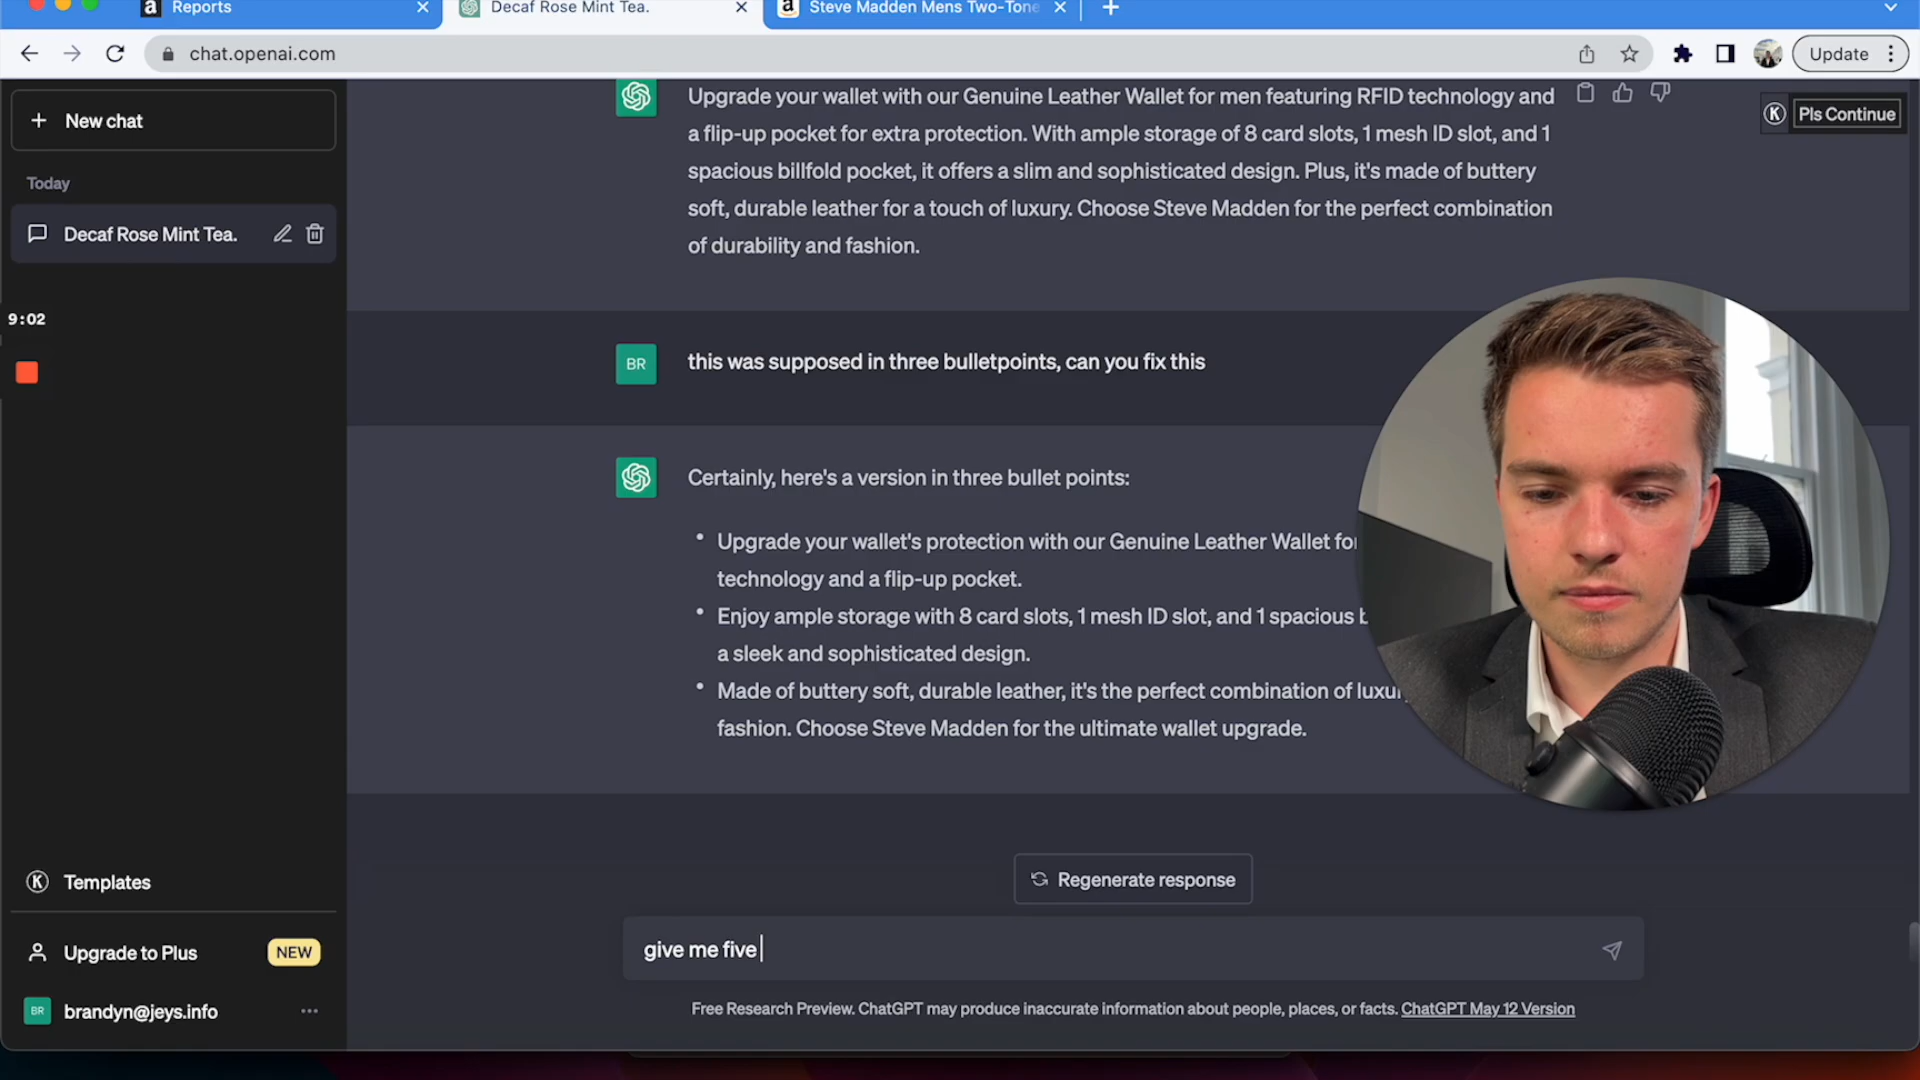 a Reports
Decaf Rose Mint Tea.
a Steve Madden Mens Two-Tone
chat.openai.com
Update
New chat
Today
Decaf Rose Mint Tea.
9:02
Templates
Upgrade to Plus NEW
BR brandyn@jeys.info
Upgrade your wallet with our Genuine Leather Wallet for men featuring RFID technology and
a flip-up pocket for extra protection. With ample storage of 8 card slots, 1 mesh ID slot, and 1
spacious billfold pocket, it offers a slim and sophisticated design. Plus, it's made of buttery
soft, durable leather for a touch of luxury. Choose Steve Madden for the perfect combination
of durability and fashion.
K Pls Continue
BR this was supposed in three bulletpoints, can you fix this
Certainly, here's a version in three bullet points:
• Upgrade your wallet's protection with our Genuine Leather Wallet for
technology and a flip-up pocket.
• Enjoy ample storage with 8 card slots, 1 mesh ID slot, and 1 spacious
a sleek and sophisticated design.
• Made of buttery soft, durable leather, it's the perfect combination of
fashion. Choose Steve Madden for the ultimate wallet upgrade.
Regenerate response
give me five
Free Research Preview. ChatGPT may produce inaccurate information about people, places, or facts. ChatGPT May 12 Version